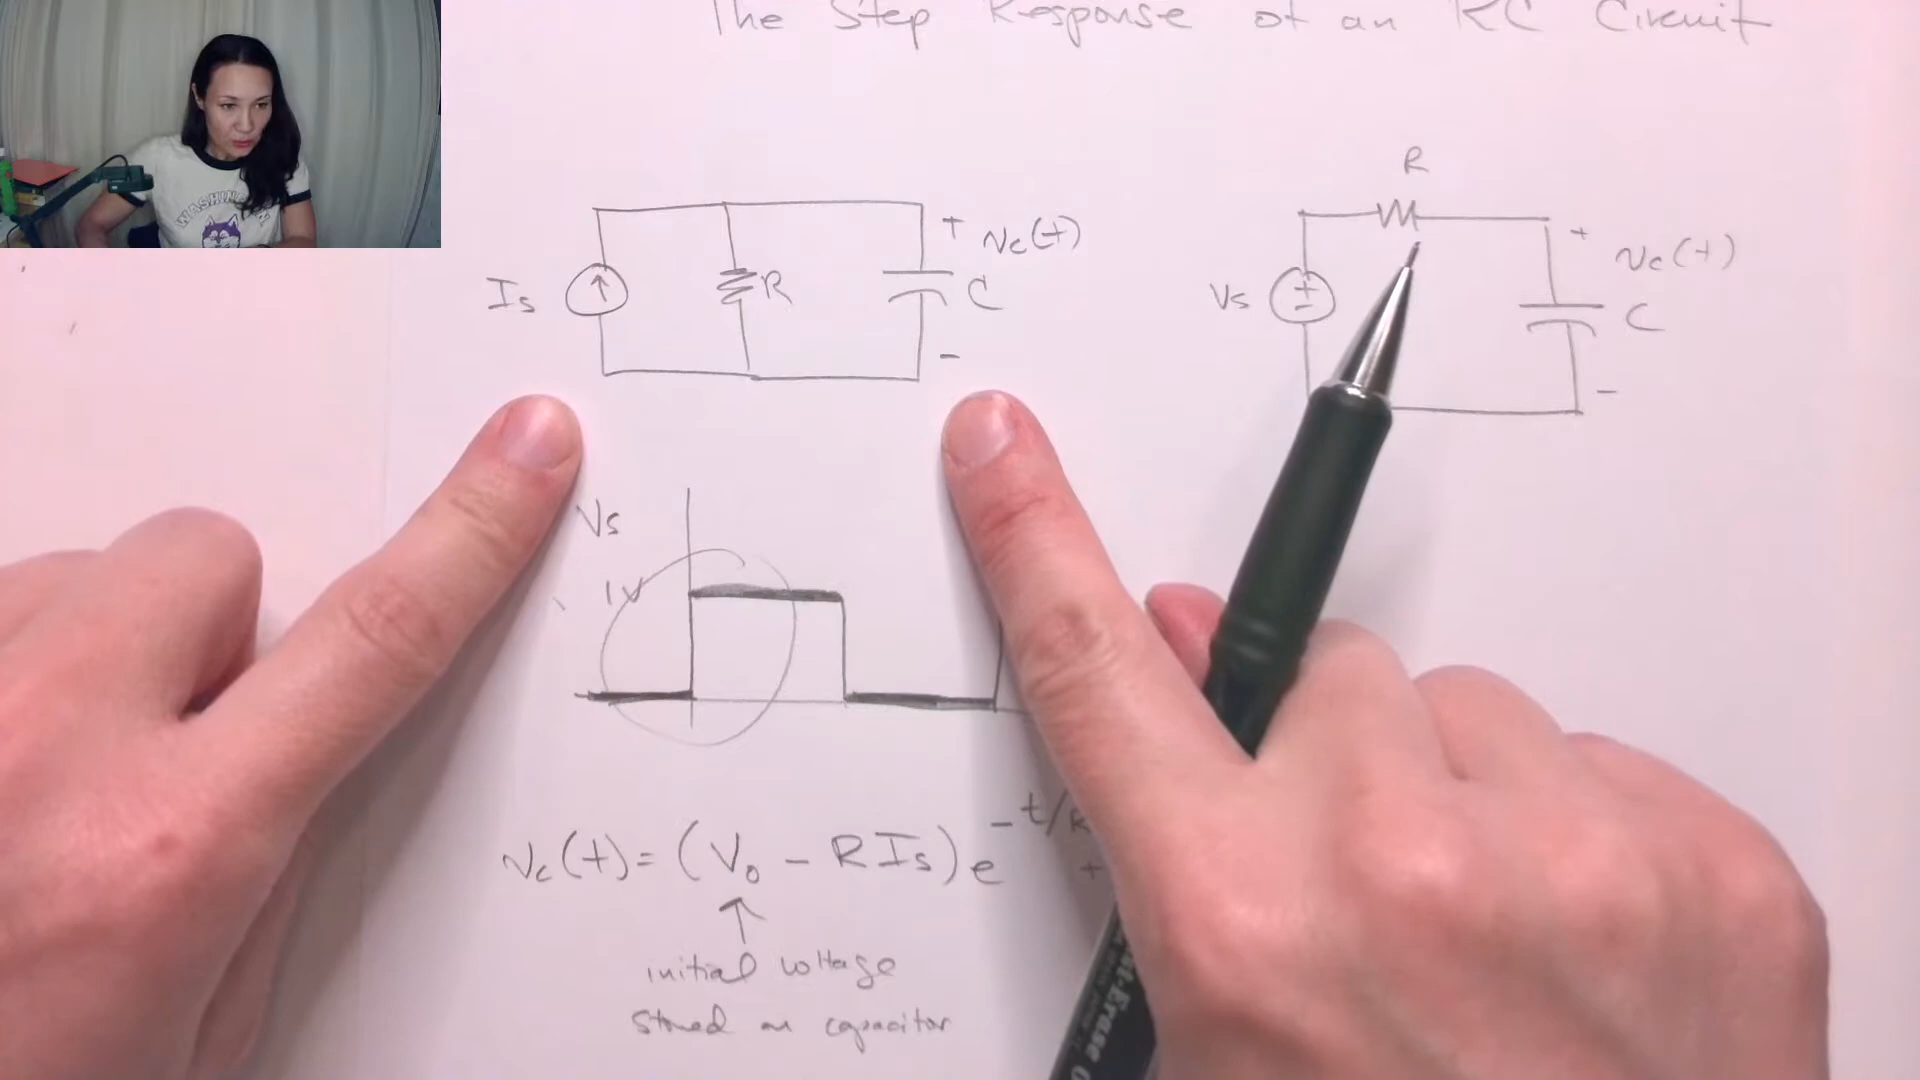 The Step Response of an RC Circuit
WASHINGTON
R
+
Vc(t)
Is
R
C
-
+
Vc(t)
Vs
+
-
C
-
Vs
1V
Vc(t) = (V0 - RIs) e -t/R
+
↑
initial voltage
stored on capacitor